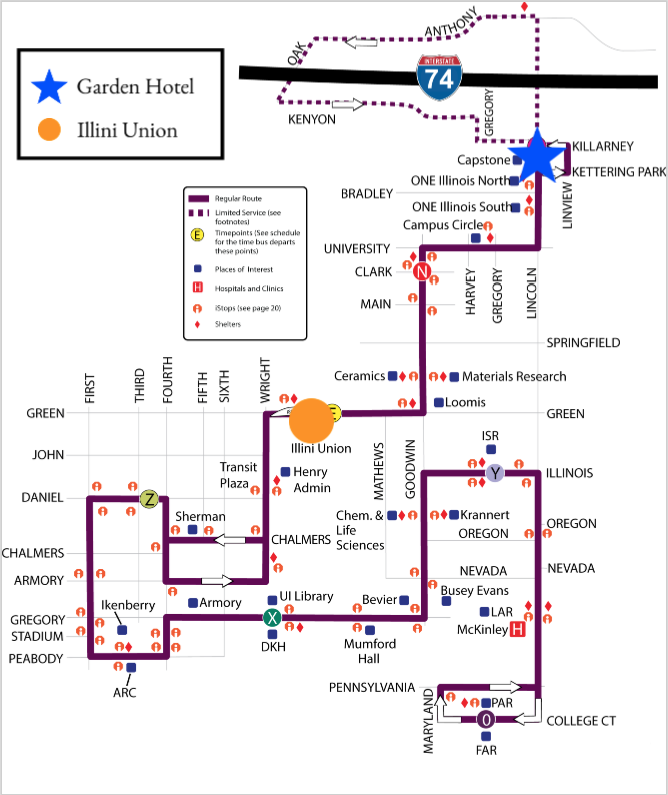 ANTHONY
OAK
INTERSTATE
74
Garden Hotel
Illini Union
KENYON
GREGORY
KILLARNEY
Capstone
KETTERING PARK
ONE Illinois North
BRADLEY
LINVIEW
ONE Illinois South
Campus Circle
Regular Route
Limited Service (see
footnotes)
E
Timepoints (See schedule
for the time bus departs
these points)
Places of Interest
H
Hospitals and Clinics
iStops (see page 20)
Shelters
UNIVERSITY
CLARK
N
HARVEY
GREGORY
LINCOLN
MAIN
SPRINGFIELD
Ceramics
Materials Research
FIRST
THIRD
FOURTH
FIFTH
SIXTH
WRIGHT
Loomis
GREEN
E
GREEN
Illini Union
ISR
JOHN
MATHEWS
GOODWIN
Transit
Plaza
Henry
Admin
Y
ILLINOIS
DANIEL
Z
Sherman
Chem. &
Life
Sciences
Krannert
OREGON
OREGON
CHALMERS
CHALMERS
NEVADA
NEVADA
ARMORY
Busey Evans
Ikenberry
Armory
UI Library
Bevier
LAR
GREGORY
X
McKinley
H
STADIUM
DKH
Mumford
Hall
PEABODY
ARC
PENNSYLVANIA
MARYLAND
PAR
O
COLLEGE CT
FAR